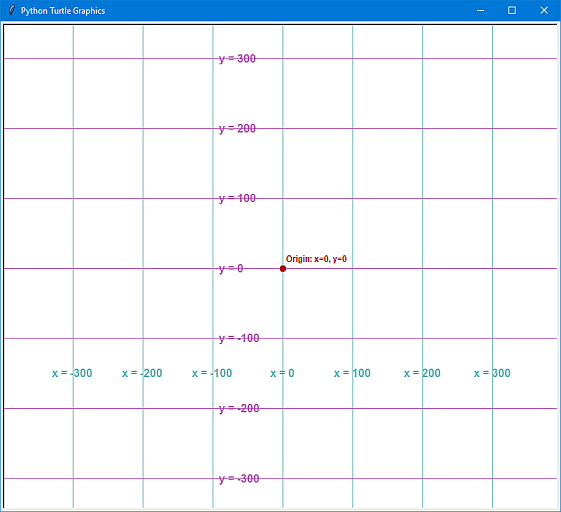 Python Turtle Graphics
y = 300
y = 200
y = 100
Origin: x=0, y=0
y = 0
y = -100
x = -300 x = -200 x = -100 x = 0 x = 100 x = 200 x = 300
y = -200
y = -300